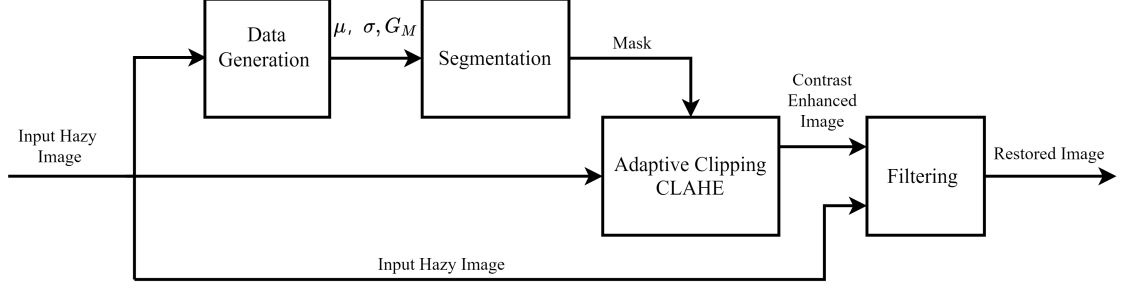 Input Hazy
Image
Data
Generation
μ, σ, G_M
Segmentation
Mask
Adaptive Clipping
CLAHE
Contrast
Enhanced
Image
Filtering
Restored Image
Input Hazy Image